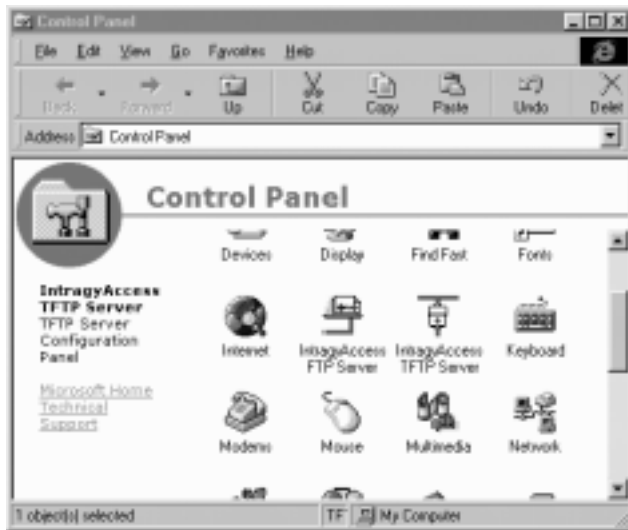 Control Panel
File Edit View Go Favorites Help
Back Forward Up Cut Copy Paste Undo Delet
Address Control Panel
Control Panel
Devices Display Find Fast Fonts
IntragyAccess
TFTP Server
TFTP Server
Configuration
Panel
Microsoft Home
Technical
Support
Internet IntragyAccess FTP Server IntragyAccess TFTP Server Keyboard
Modems Mouse Multimedia Network
1 object(s) selected TF My Computer